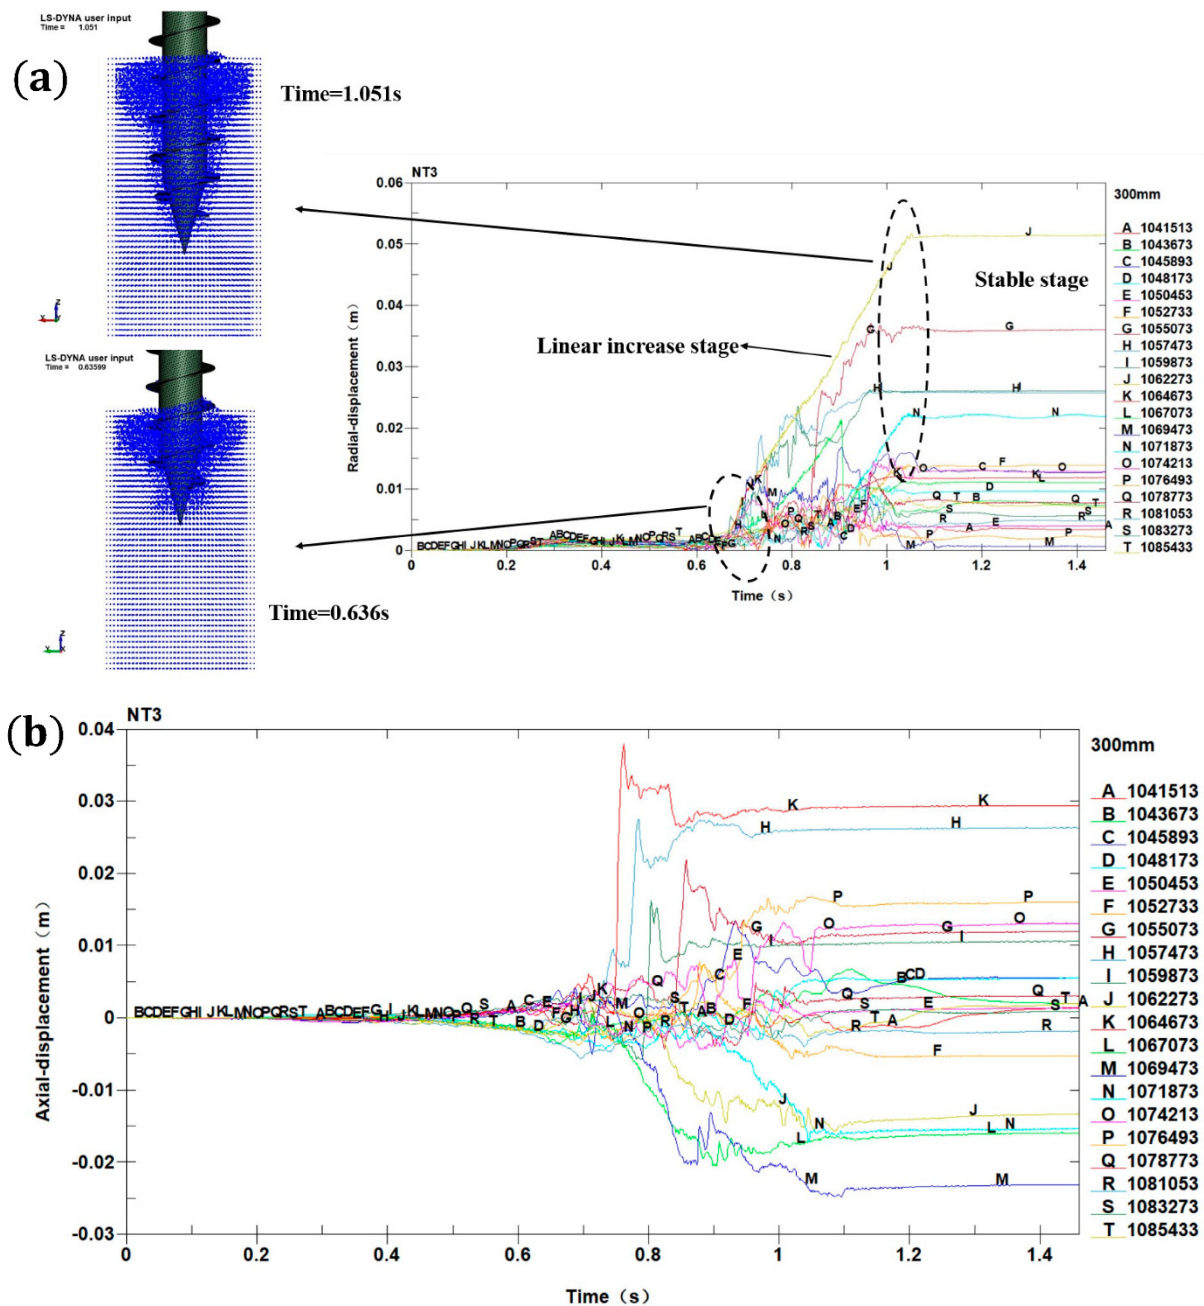 LS-DYNA user input
Time = 1.051
(a)
Time=1.051s
Z
X
Y
LS-DYNA user input
Time = 0.63599
Z
Time=0.636s
NT3
0.06
0.05
0.04
0.03
0.02
0.01
0
Radial-displacement (m)
0
0.2
0.4
0.6
0.8
1
1.2
1.4
Time (s)
Linear increase stage
Stable stage
300mm
A 1041513
B 1043673
C 1045893
D 1048173
E 1050453
F 1052733
G 1055073
H 1057473
I 1059873
J 1062273
K 1064673
L 1067073
M 1069473
N 1071873
O 1074213
P 1076493
Q 1078773
R 1081053
S 1083273
T 1085433
(b)
NT3
0.04
0.03
0.02
0.01
0
-0.01
-0.02
-0.03
Axial-displacement (m)
0
0.2
0.4
0.6
0.8
1
1.2
1.4
Time (s)
300mm
A 1041513
B 1043673
C 1045893
D 1048173
E 1050453
F 1052733
G 1055073
H 1057473
I 1059873
J 1062273
K 1064673
L 1067073
M 1069473
N 1071873
O 1074213
P 1076493
Q 1078773
R 1081053
S 1083273
T 1085433